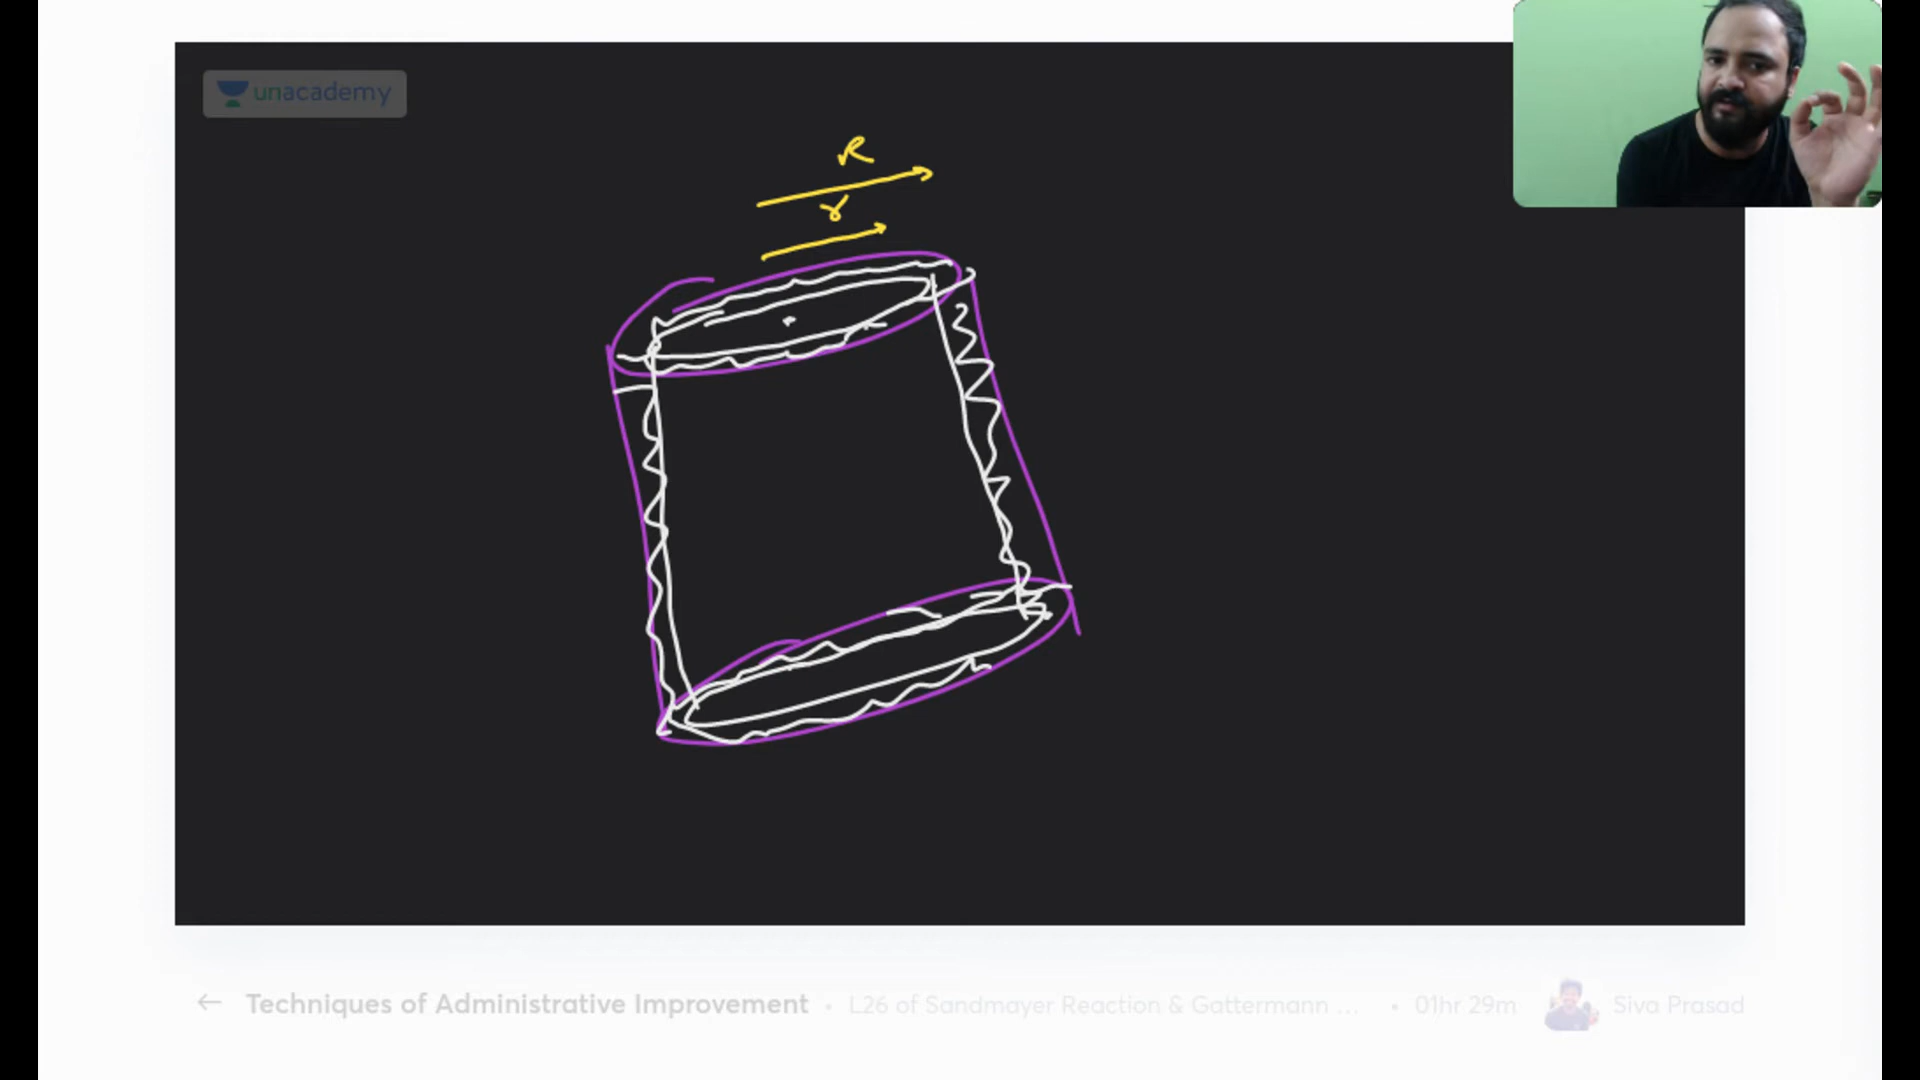 unacademy
R
r
Techniques of Administrative Improvement • L26 of Sandmayer Reaction & Gattermann ... • 01hr 29m Siva Prasad